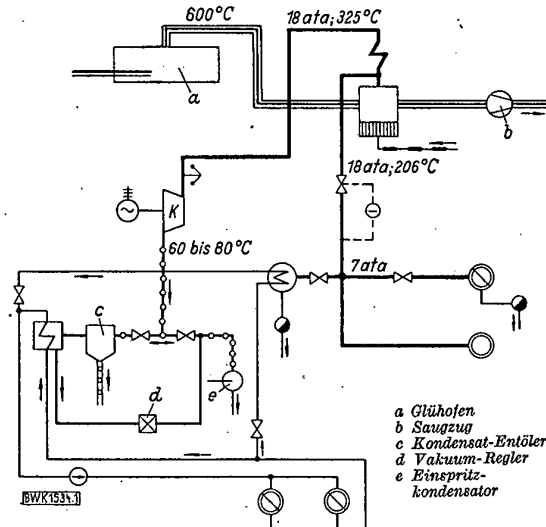 600°C
18 ata; 325°C
a
b
18 ata; 206°C
K
60 bis 80°C
7 ata
c
e
d
a Glühofen
b Saugzug
c Kondensat-Entöler
d Vakuum-Regler
e Einspritz-
kondensator
BWK1534.1